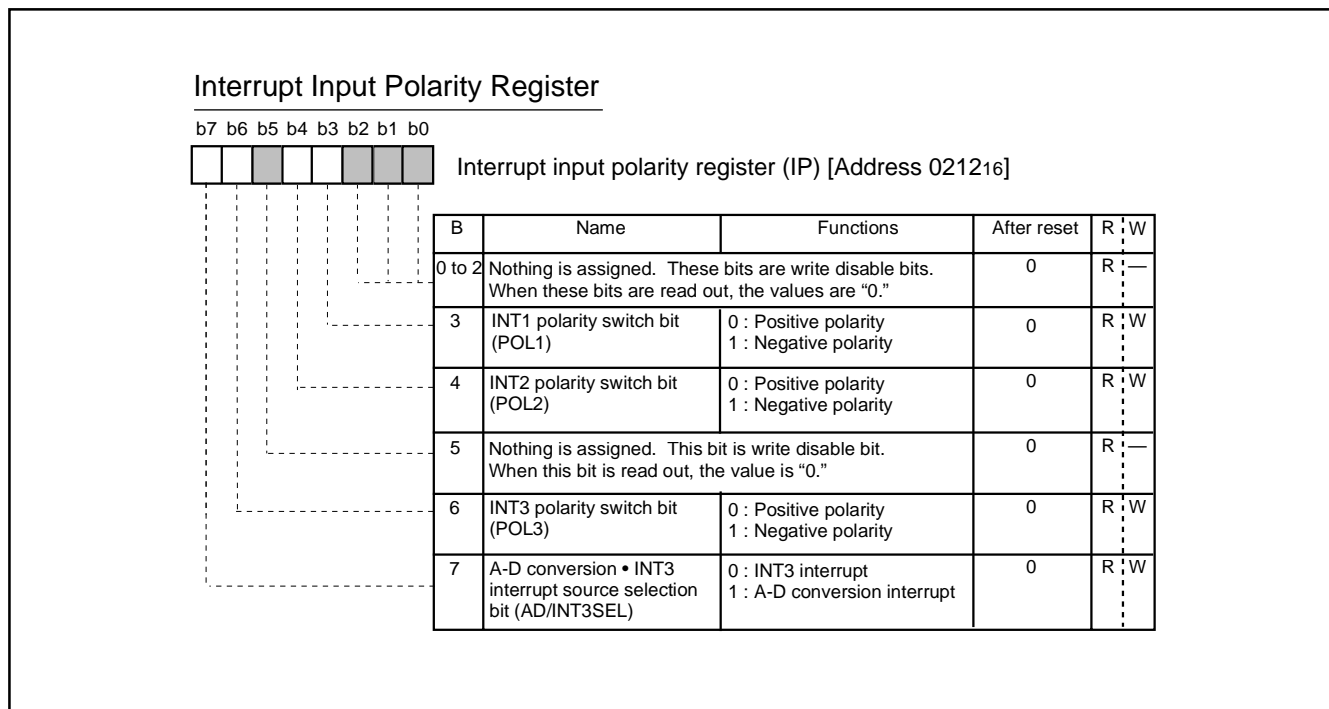 Interrupt Input Polarity Register
b7 b6 b5 b4 b3 b2 b1 b0
Interrupt input polarity register (IP) [Address 021216]
B Name Functions After reset R W
0 to 2 Nothing is assigned. These bits are write disable bits. 0 R —
When these bits are read out, the values are “0.”
3 INT1 polarity switch bit 0 : Positive polarity 0 R W
(POL1) 1 : Negative polarity
4 INT2 polarity switch bit 0 : Positive polarity 0 R W
(POL2) 1 : Negative polarity
5 Nothing is assigned. This bit is write disable bit. 0 R —
When this bit is read out, the value is “0.”
6 INT3 polarity switch bit 0 : Positive polarity 0 R W
(POL3) 1 : Negative polarity
7 A-D conversion • INT3 0 : INT3 interrupt 0 R W
interrupt source selection 1 : A-D conversion interrupt
bit (AD/INT3SEL)